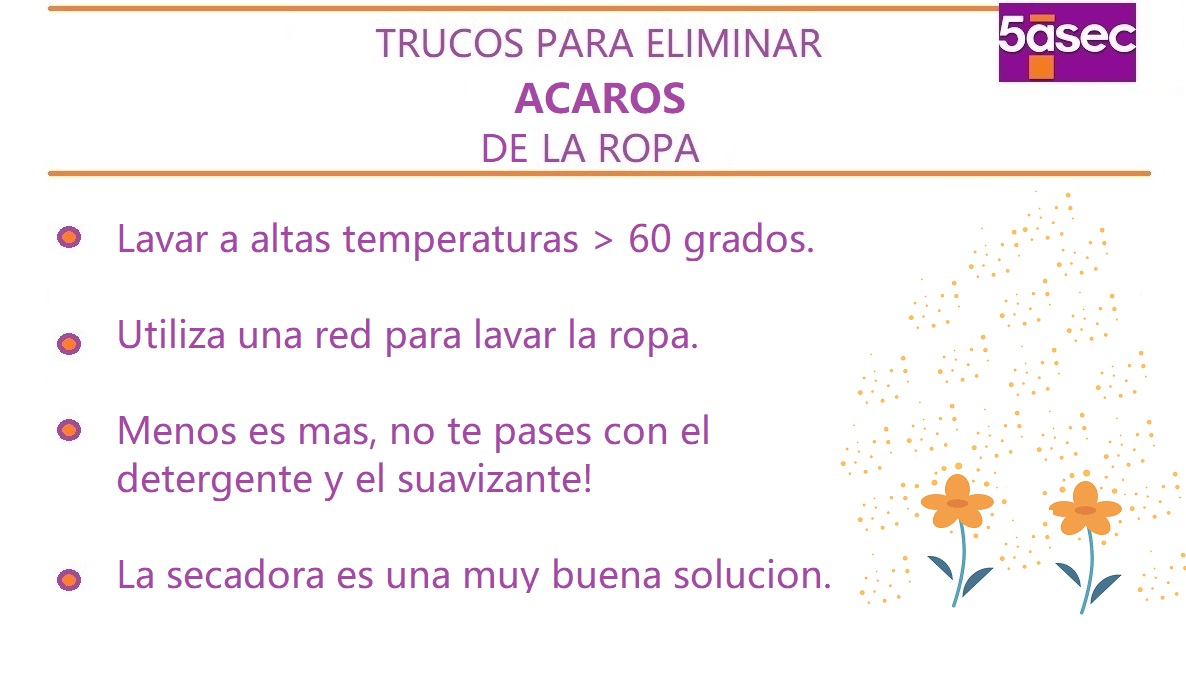 TRUCOS PARA ELIMINAR
5asec
ACAROS
DE LA ROPA
Lavar a altas temperaturas > 60 grados.
Utiliza una red para lavar la ropa.
Menos es mas, no te pases con el
detergente y el suavizante!
La secadora es una muy buena solucion.